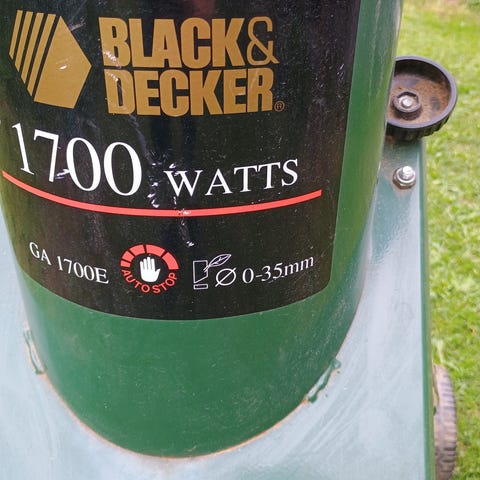 BLACK&
DECKER®
1700 WATTS
GA 1700E
AUTO STOP
Ø 0-35mm